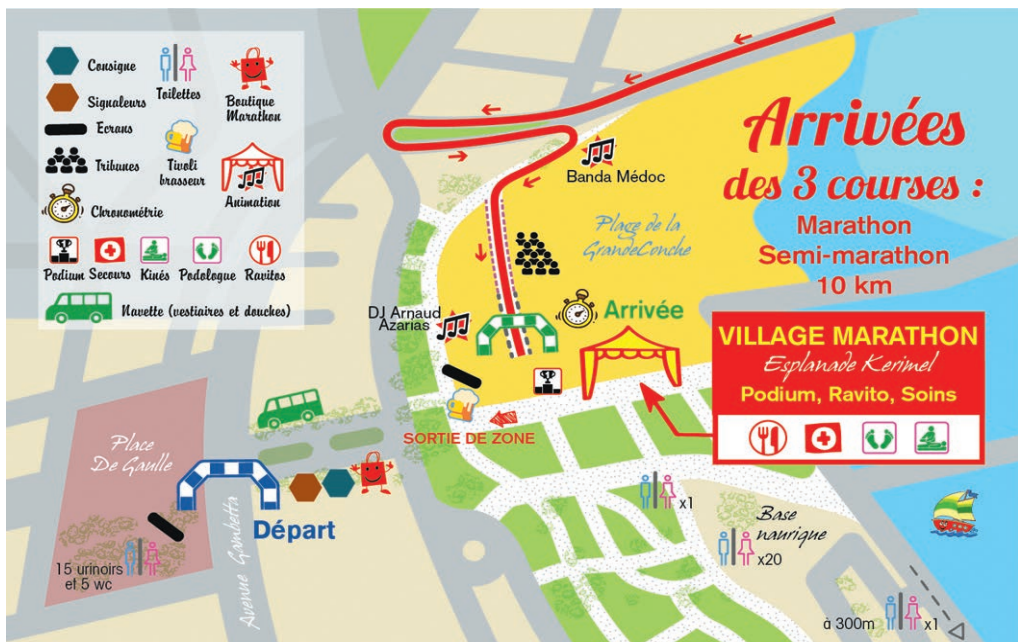 Consigne
Toilettes
Boutique
Marathon
Signaleurs
Ecrans
Tribunes
Tivoli
brasseur
Animation
Chronométrie
Podium Secours Kinés Podologue Ravitos
Navette (vestiaires et douches)
Arrivées
des 3 courses :
Marathon
Semi-marathon
10 km
Banda Médoc
Plage de la
GrandeConche
DJ Arnaud
Azarias
Arrivée
VILLAGE MARATHON
Esplanade Kerimel
Podium, Ravito, Soins
SORTIE DE ZONE
Place
De Gaulle
Départ
Avenue Gambetta
15 urinoirs
et 5 wc
x1
Base
naurique
x20
à 300m
x1